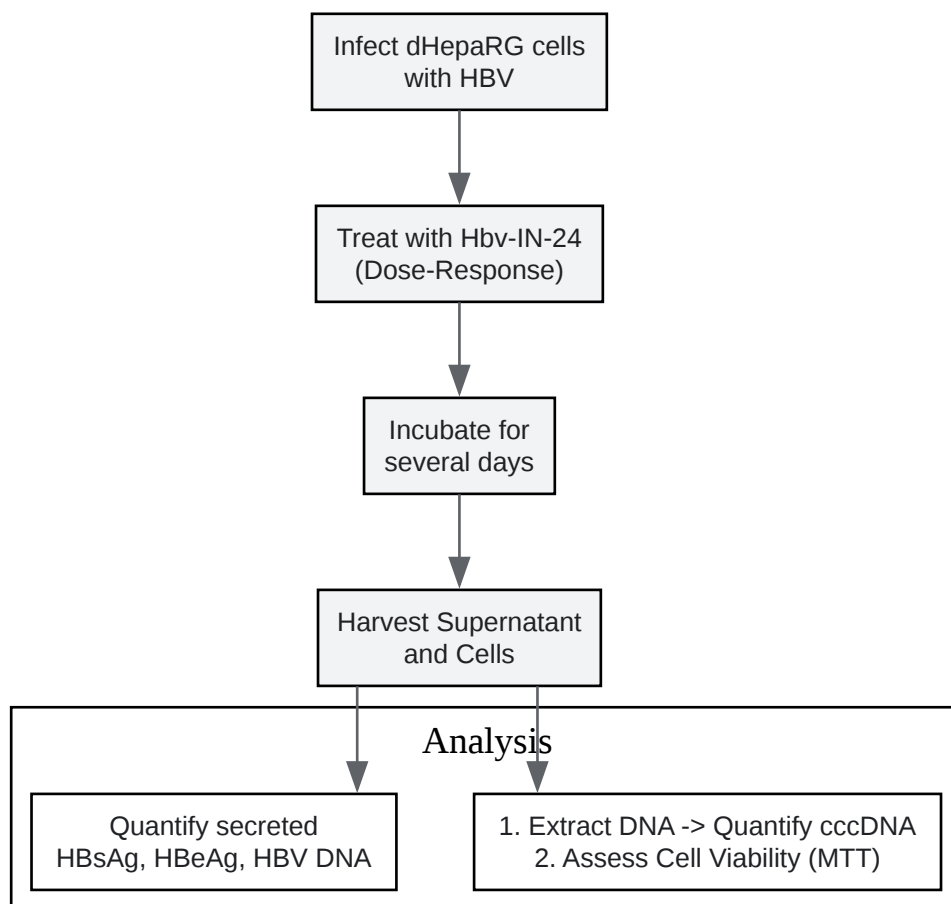 Infect dHepaRG cells
with HBV
Treat with Hbv-IN-24
(Dose-Response)
Incubate for
several days
Harvest Supernatant
and Cells
Analysis
Quantify secreted
HBsAg, HBeAg, HBV DNA
1. Extract DNA -> Quantify cccDNA
2. Assess Cell Viability (MTT)